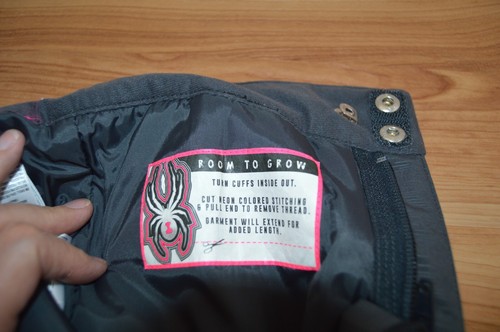 ROOM TO GROW
TURN CUFFS INSIDE OUT.
CUT NEON COLORED STITCHING
& PULL END TO REMOVE THREAD.
GARMENT WILL EXTEND FOR
ADDED LENGTH.